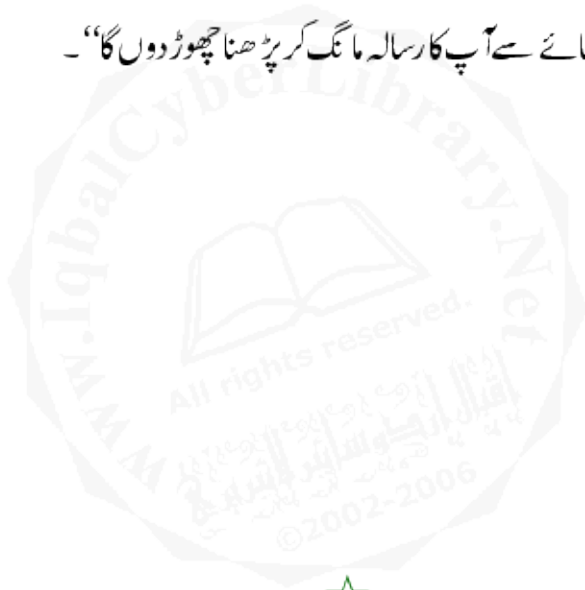 سے آپ کا رسالہ مانگ کر پڑھنا چھوڑ دوں گا‘‘۔
www.IqbalCyberLibrary.Net
All rights reserved.
©2002-2006